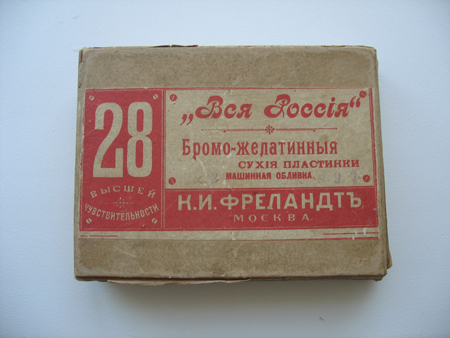 28
ВЫСШЕЙ
ЧУВСТВИТЕЛЬНОСТИ
„Вся Россія“
Бромо-желатинныя
СУХІЯ ПЛАСТИНКИ
МАШИННАЯ ОБЛИВКА.
К.И.ФРЕЛАНДТЪ
МОСКВА.